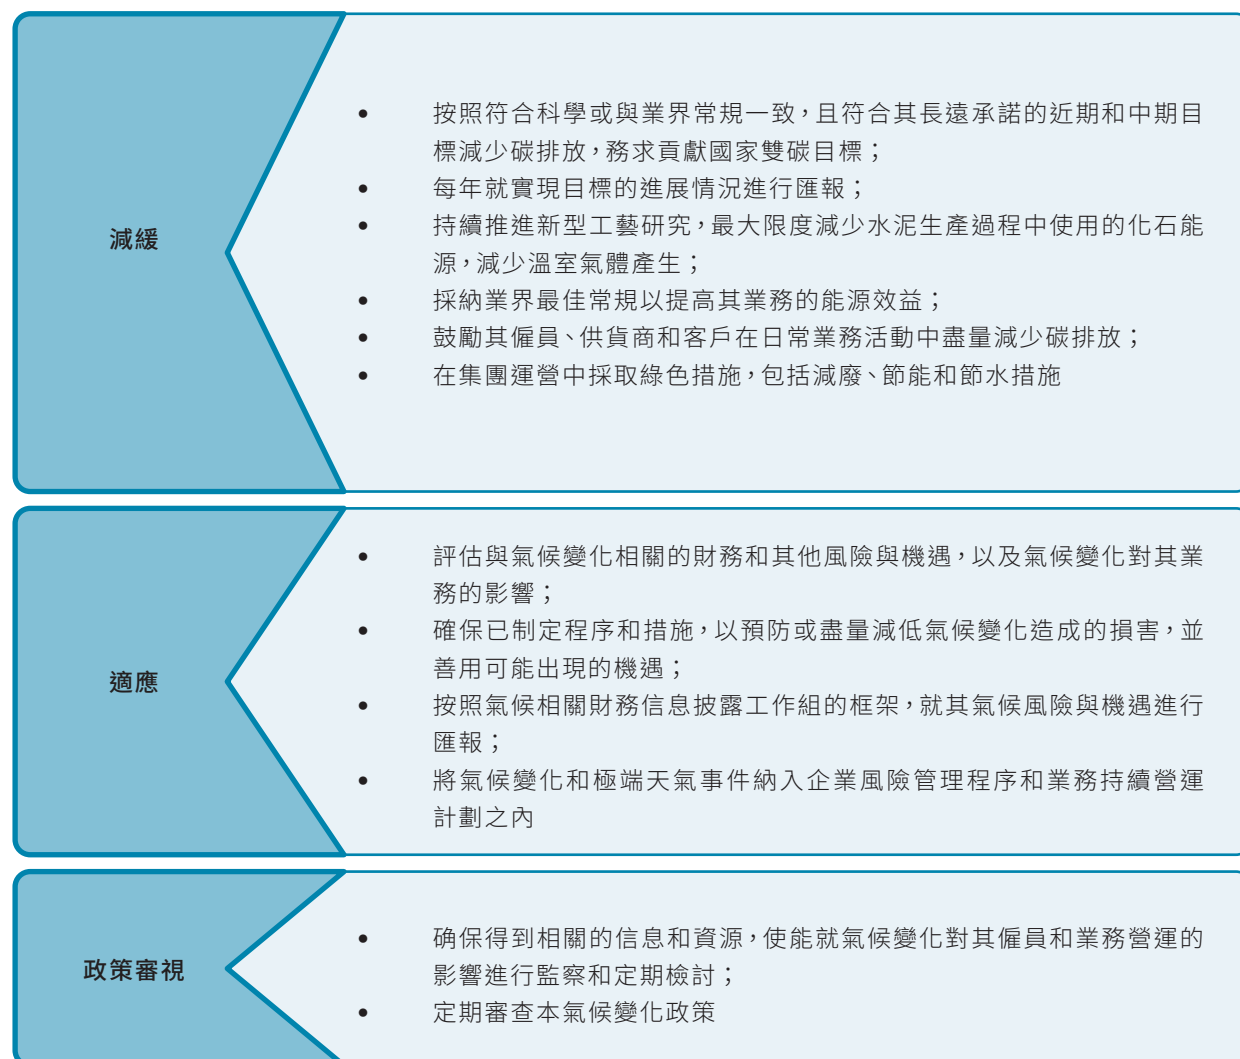 減緩
• 按照符合科學或與業界常規一致，且符合其長遠承諾的近期和中期目
標減少碳排放，務求貢獻國家雙碳目標；
• 每年就實現目標的進展情況進行匯報；
• 持續推進新型工藝研究，最大限度減少水泥生產過程中使用的化石能
源，減少溫室氣體產生；
• 採納業界最佳常規以提高其業務的能源效益；
• 鼓勵其僱員、供貨商和客戶在日常業務活動中盡量減少碳排放；
• 在集團運營中採取綠色措施，包括減廢、節能和節水措施
適應
• 評估與氣候變化相關的財務和其他風險與機遇，以及氣候變化對其業
務的影響；
• 確保已制定程序和措施，以預防或盡量減低氣候變化造成的損害，並
善用可能出現的機遇；
• 按照氣候相關財務信息披露工作組的框架，就其氣候風險與機遇進行
匯報；
• 將氣候變化和極端天氣事件納入企業風險管理程序和業務持續營運
計劃之內
政策審視
• 确保得到相關的信息和資源，使能就氣候變化對其僱員和業務營運的
影響進行監察和定期檢討；
• 定期審查本氣候變化政策